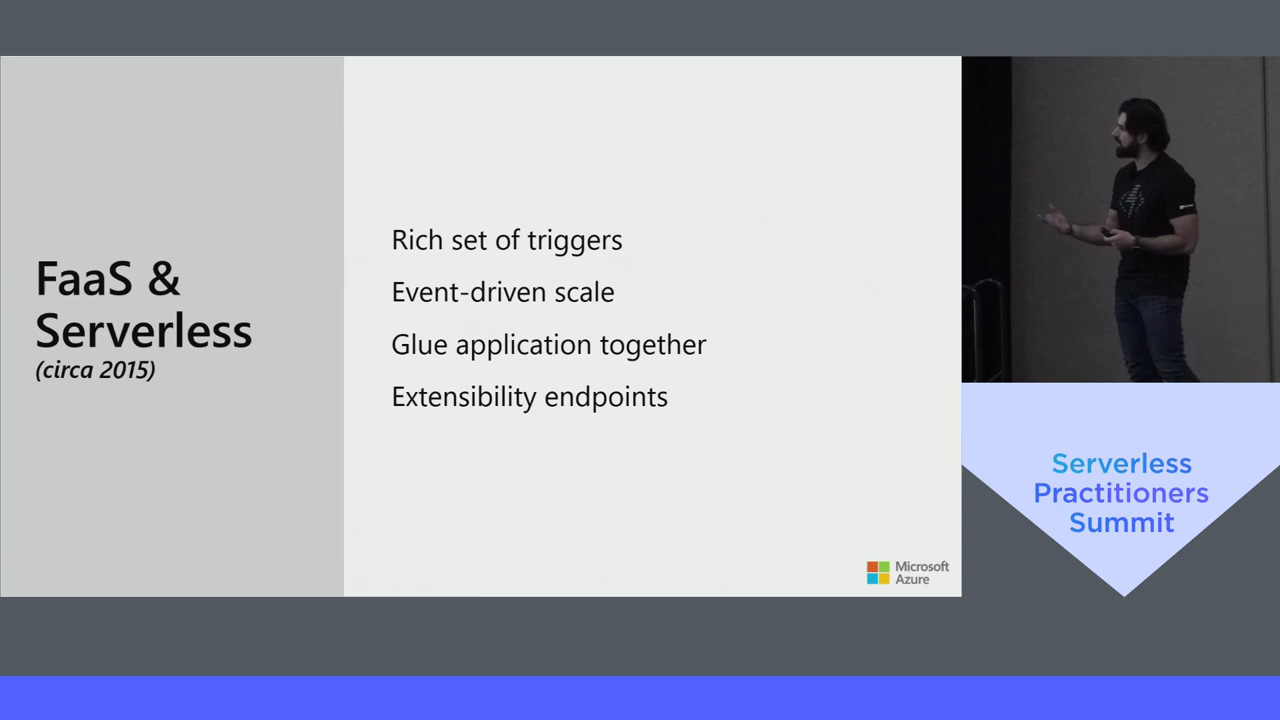 FaaS &
Serverless
(circa 2015)
Rich set of triggers
Event-driven scale
Glue application together
Extensibility endpoints
Microsoft
Azure
Serverless
Practitioners
Summit